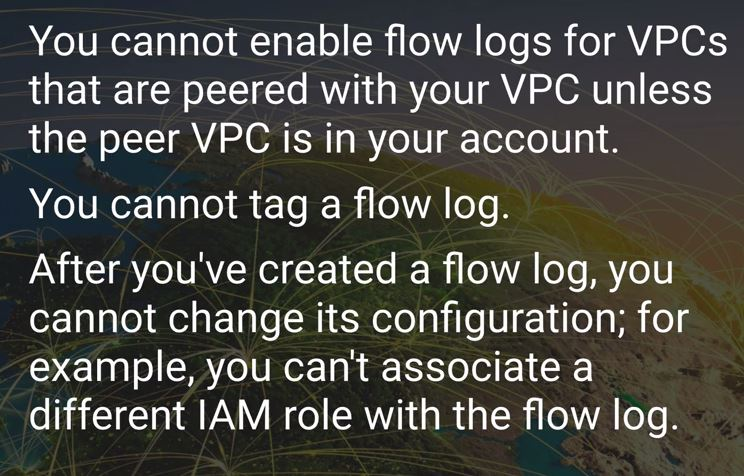 You cannot enable flow logs for VPCs
that are peered with your VPC unless
the peer VPC is in your account.
You cannot tag a flow log.
After you've created a flow log, you
cannot change its configuration; for
example, you can't associate a
different IAM role with the flow log.